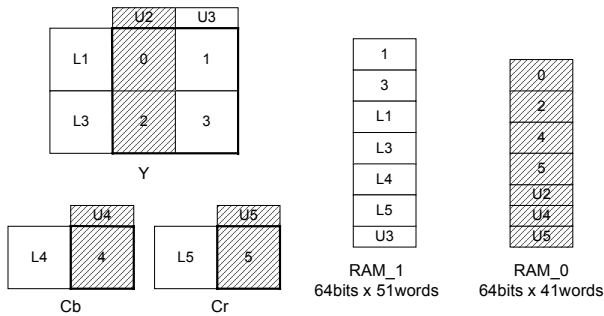 U2 U3
L1 0 1
L3 2 3
Y
U4
L4 4
Cb
U5
L5 5
Cr
1
3
L1
L3
L4
L5
U3
RAM_1
64bits x 51words
0
2
4
5
U2
U4
U5
RAM_0
64bits x 41words